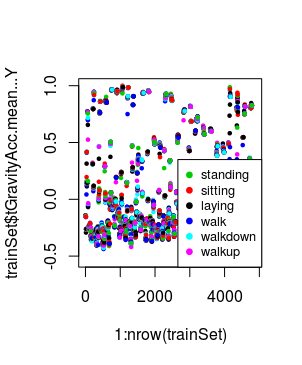 trainSet$tGravityAcc.mean...Y
1.0
0.5
0.0
-0.5
standing
sitting
laying
walk
walkdown
walkup
0 2000 4000
1:nrow(trainSet)